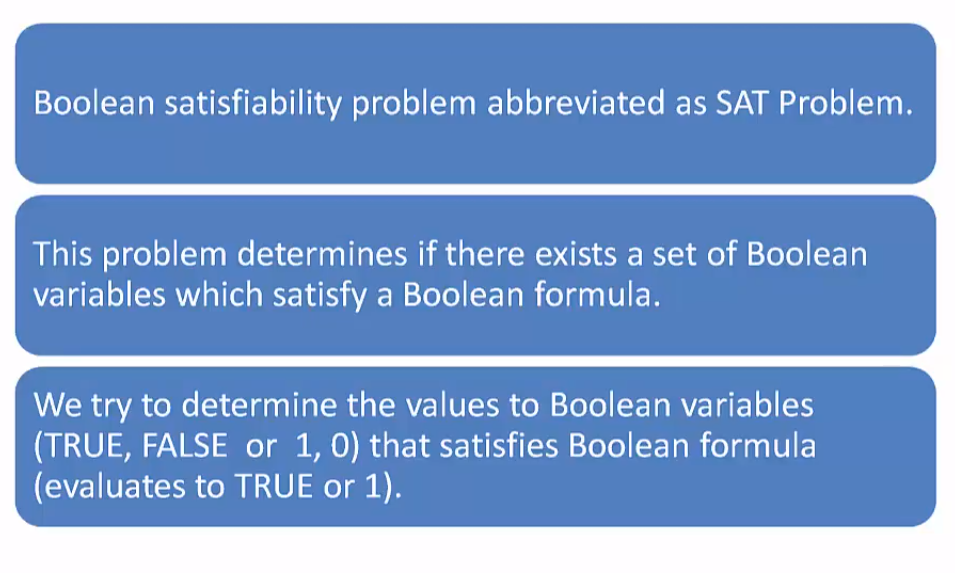 Boolean satisfiability problem abbreviated as SAT Problem.
This problem determines if there exists a set of Boolean
variables which satisfy a Boolean formula.
We try to determine the values to Boolean variables
(TRUE, FALSE or 1, 0) that satisfies Boolean formula
(evaluates to TRUE or 1).